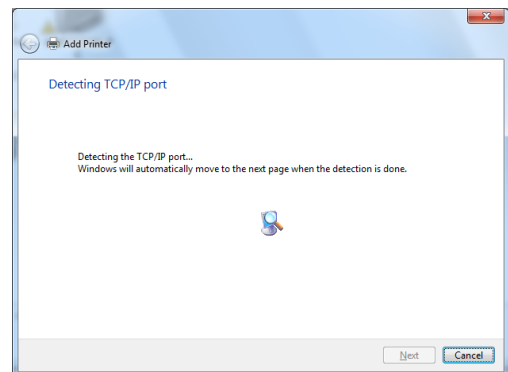 Add Printer
Detecting TCP/IP port
Detecting the TCP/IP port...
Windows will automatically move to the next page when the detection is done.
Next
Cancel